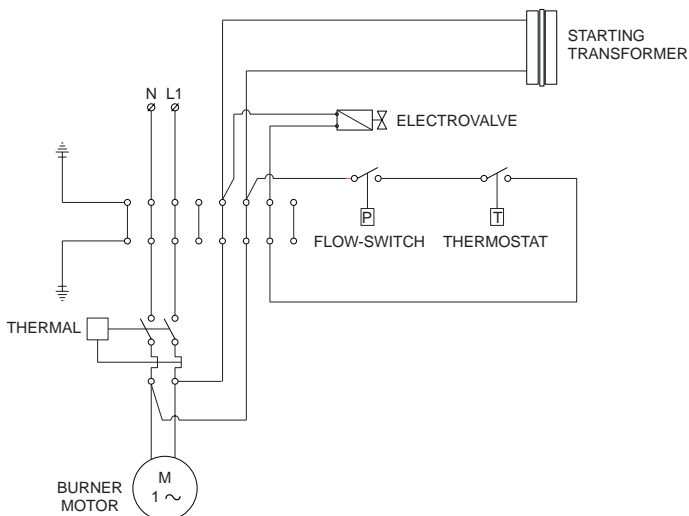 STARTING
TRANSFORMER
N L1
ELECTROVALVE
P T
FLOW-SWITCH THERMOSTAT
THERMAL
M
1 ~
BURNER
MOTOR